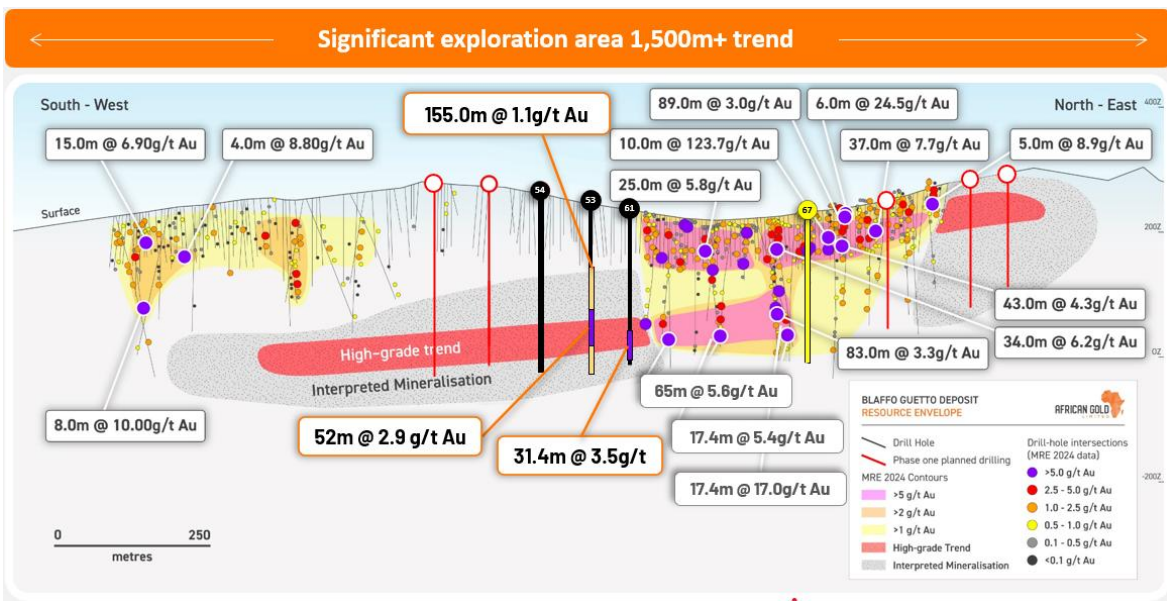 Significant exploration area 1,500m+ trend
South - West
North - East
400Z
155.0m @ 1.1g/t Au
89.0m @ 3.0g/t Au
6.0m @ 24.5g/t Au
15.0m @ 6.90g/t Au
4.0m @ 8.80g/t Au
10.0m @ 123.7g/t Au
37.0m @ 7.7g/t Au
5.0m @ 8.9g/t Au
25.0m @ 5.8g/t Au
54
53
61
67
Surface
200Z
43.0m @ 4.3g/t Au
34.0m @ 6.2g/t Au
83.0m @ 3.3g/t Au
0Z
High-grade trend
Interpreted Mineralisation
65m @ 5.6g/t Au
8.0m @ 10.00g/t Au
52m @ 2.9 g/t Au
31.4m @ 3.5g/t
17.4m @ 5.4g/t Au
17.4m @ 17.0g/t Au
-200Z
0 250
metres
BLAFFO GUETTO DEPOSIT
RESOURCE ENVELOPE
AFRICAN GOLD
LIMITED
Drill Hole
Phase one planned drilling
MRE 2024 Contours
>5 g/t Au
>2 g/t Au
>1 g/t Au
High-grade Trend
Interpreted Mineralisation
Drill-hole intersections
(MRE 2024 data)
>5.0 g/t Au
2.5 - 5.0 g/t Au
1.0 - 2.5 g/t Au
0.5 - 1.0 g/t Au
0.1 - 0.5 g/t Au
<0.1 g/t Au